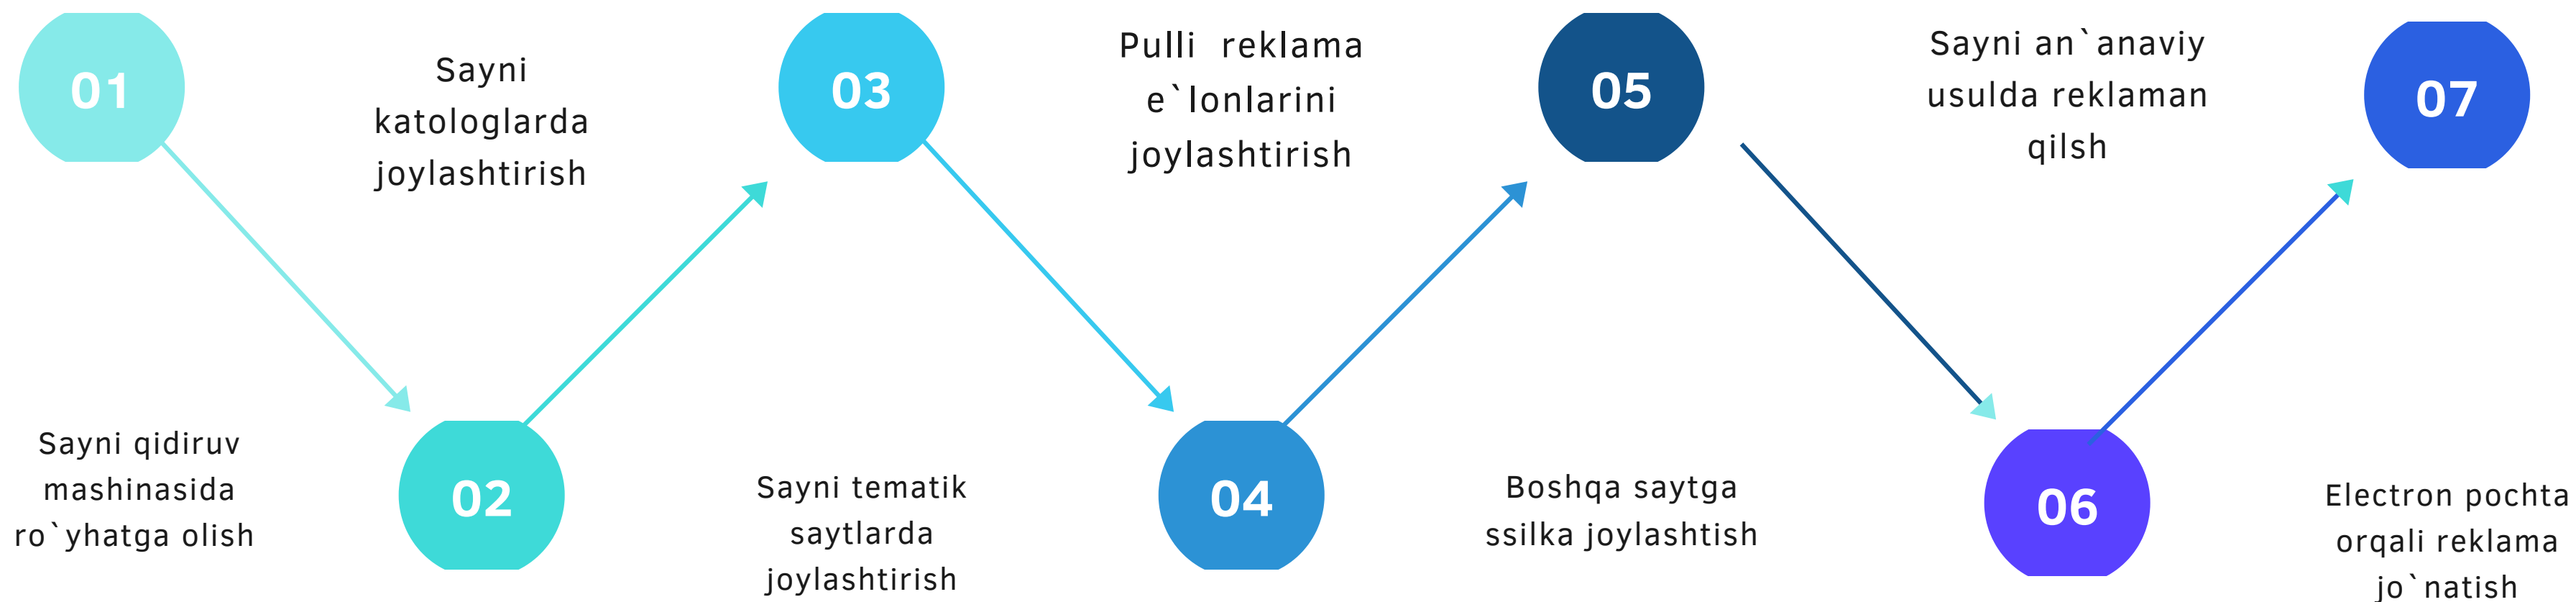 01
Sayni qidiruv
mashinasida
ro`yhatga olish
Sayni
katologlarda
joylashtirish
02
03
Sayni tematik
saytlarda
joylashtirish
Pulli reklama
e`lonlarini
joylashtirish
04
05
Boshqa saytga
ssilka joylashtish
Sayni an`anaviy
usulda reklaman
qilsh
06
07
Electron pochta
orqali reklama
jo`natish